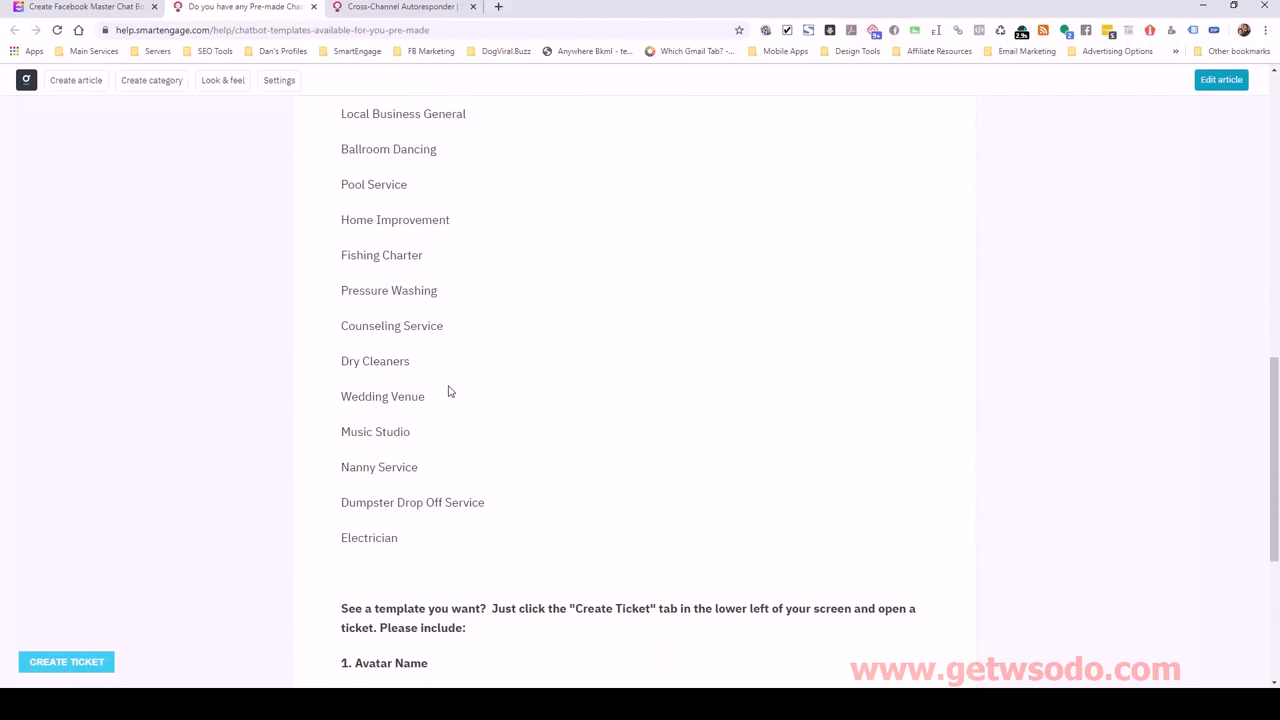 Create Facebook Master Chat Bo
Do you have any Pre-made Cha
Cross-Channel Autoresponder |
help.smartengage.com/help/chatbot-templates-available-for-you-pre-made
Apps
Main Services
Servers
SEO Tools
Dan's Profiles
SmartEngage
FB Marketing
DogViral.Buzz
Anywhere Bkml - te...
Which Gmail Tab? -...
Mobile Apps
Design Tools
Affiliate Resources
Email Marketing
Advertising Options
»
Other bookmarks
Create article
Create category
Look & feel
Settings
Edit article
Local Business General
Ballroom Dancing
Pool Service
Home Improvement
Fishing Charter
Pressure Washing
Counseling Service
Dry Cleaners
Wedding Venue
Music Studio
Nanny Service
Dumpster Drop Off Service
Electrician
See a template you want? Just click the "Create Ticket" tab in the lower left of your screen and open a
ticket. Please include:
1. Avatar Name
CREATE TICKET
www.getwsodo.com